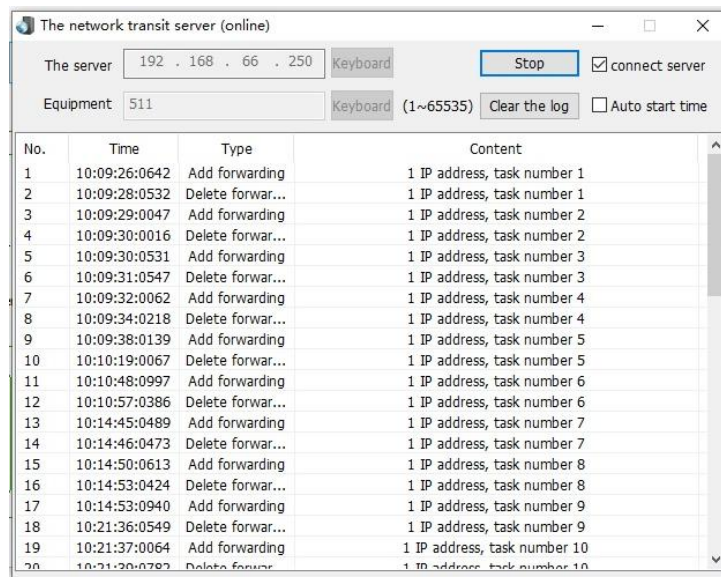 The network transit server (online)
The server 192 . 168 . 66 . 250 Keyboard Stop connect server
Equipment 511 Keyboard (1~65535) Clear the log Auto start time
No. Time Type Content
1 10:09:26:0642 Add forwarding 1 IP address, task number 1
2 10:09:28:0532 Delete forwar... 1 IP address, task number 1
3 10:09:29:0047 Add forwarding 1 IP address, task number 2
4 10:09:30:0016 Delete forwar... 1 IP address, task number 2
5 10:09:30:0531 Add forwarding 1 IP address, task number 3
6 10:09:31:0547 Delete forwar... 1 IP address, task number 3
7 10:09:32:0062 Add forwarding 1 IP address, task number 4
8 10:09:34:0218 Delete forwar... 1 IP address, task number 4
9 10:09:38:0139 Add forwarding 1 IP address, task number 5
10 10:10:19:0067 Delete forwar... 1 IP address, task number 5
11 10:10:48:0997 Add forwarding 1 IP address, task number 6
12 10:10:57:0386 Delete forwar... 1 IP address, task number 6
13 10:14:45:0489 Add forwarding 1 IP address, task number 7
14 10:14:46:0473 Delete forwar... 1 IP address, task number 7
15 10:14:50:0613 Add forwarding 1 IP address, task number 8
16 10:14:53:0424 Delete forwar... 1 IP address, task number 8
17 10:14:53:0940 Add forwarding 1 IP address, task number 9
18 10:21:36:0549 Delete forwar... 1 IP address, task number 9
19 10:21:37:0064 Add forwarding 1 IP address, task number 10
20 10:21:39:0782 Delete forwar... 1 IP address, task number 10